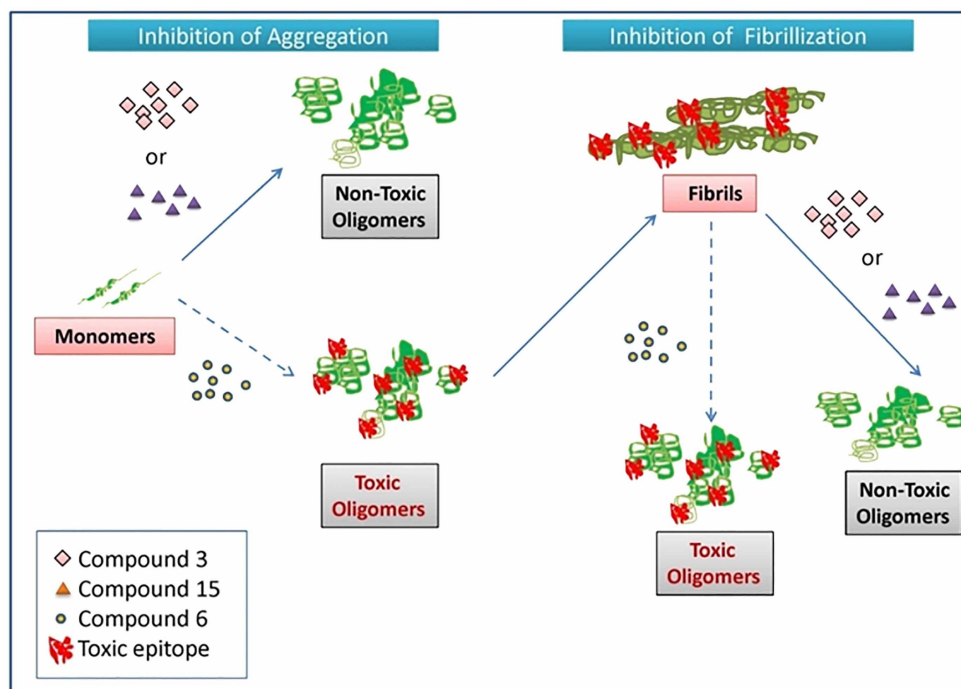 Inhibition of Aggregation
Inhibition of Fibrillization
or
Non-Toxic
Oligomers
Monomers
Toxic
Oligomers
Fibrils
or
Toxic
Oligomers
Non-Toxic
Oligomers
Compound 3
Compound 15
Compound 6
Toxic epitope